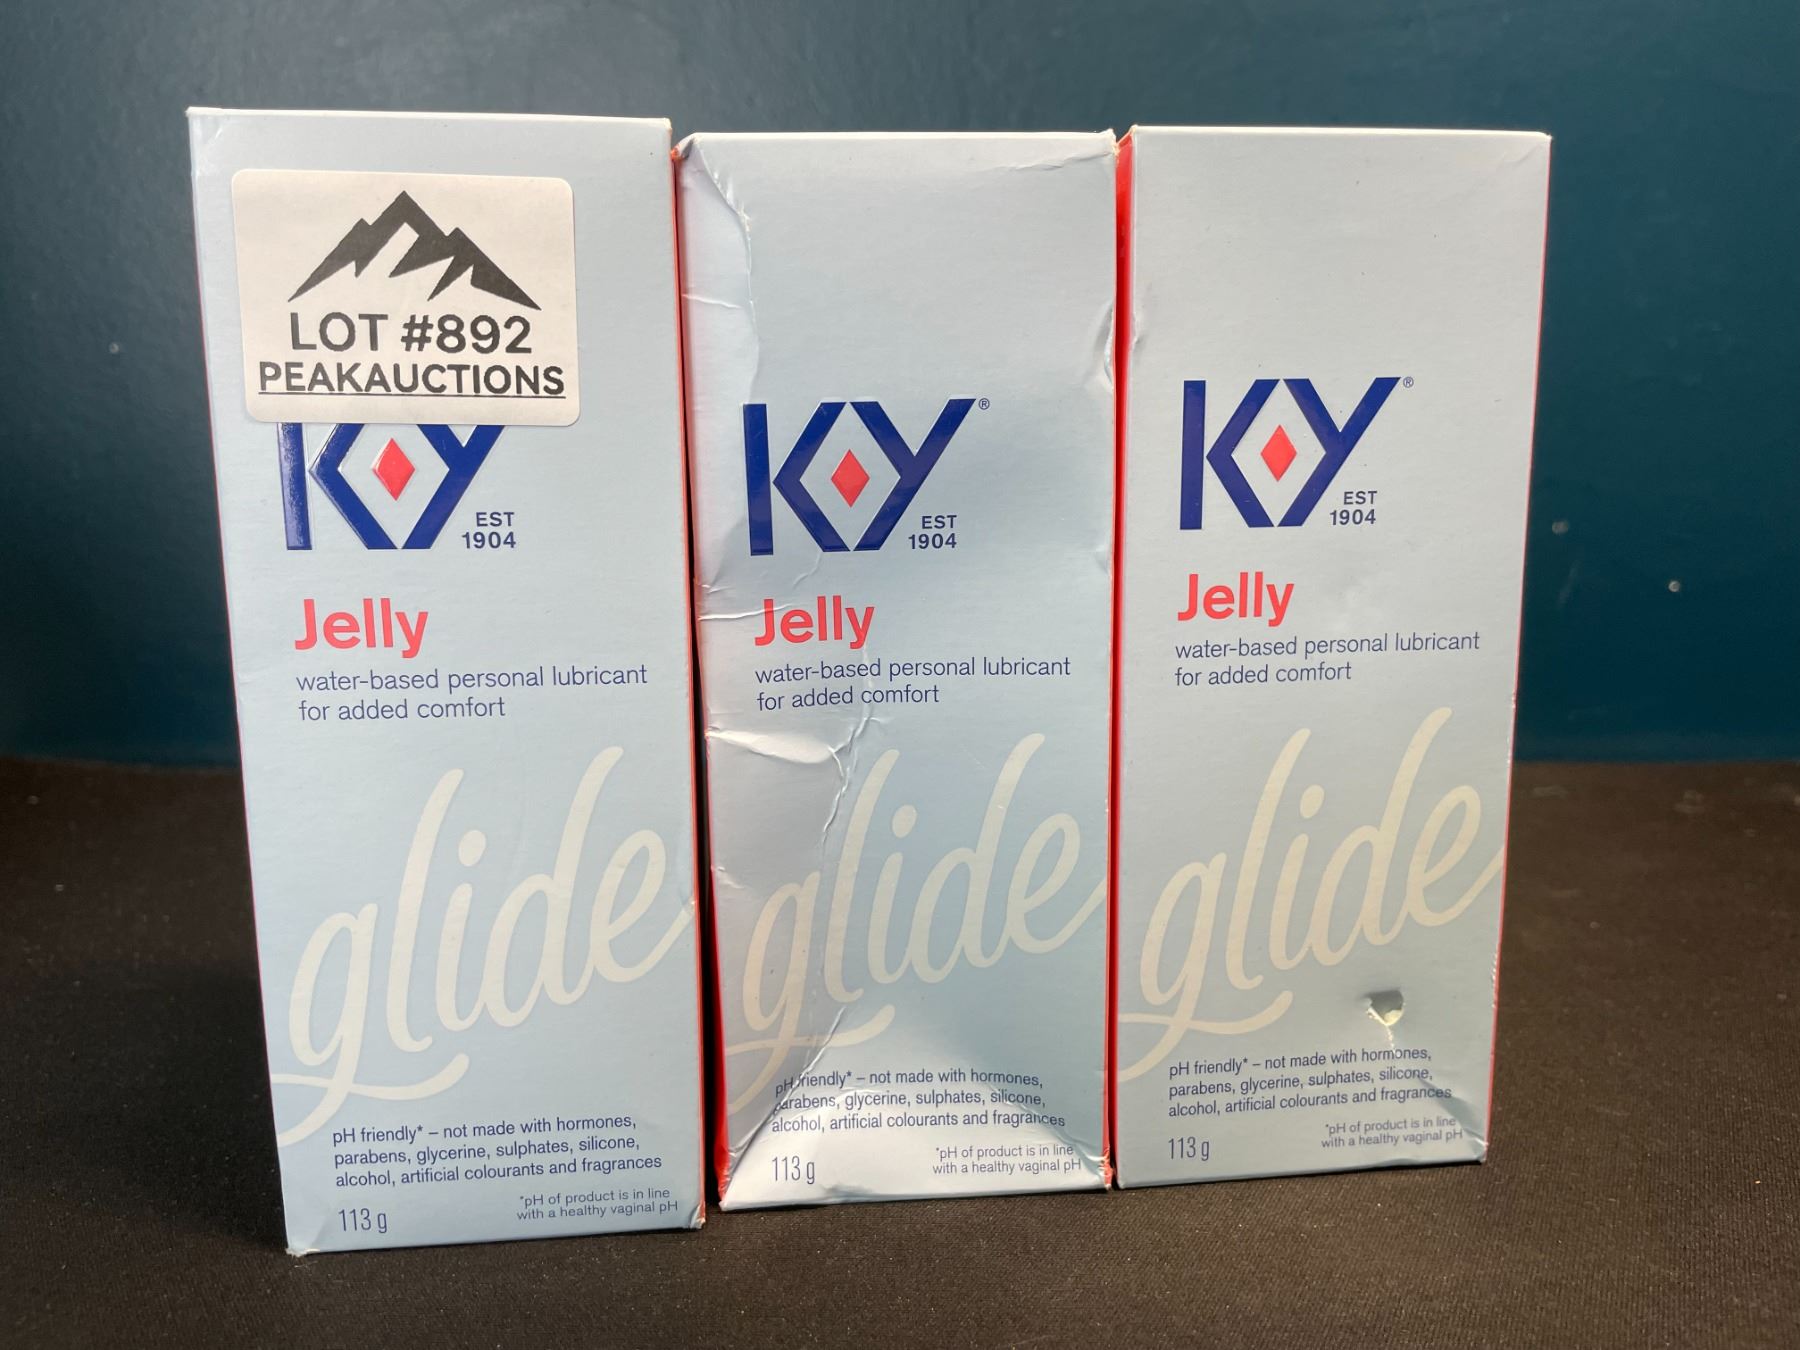 LOT #892
PEAKAUCTIONS
KY
EST
1904
Jelly
water-based personal lubricant
for added comfort
glide
pH friendly* – not made with hormones,
parabens, glycerine, sulphates, silicone,
alcohol, artificial colourants and fragrances
*pH of product is in line
with a healthy vaginal pH
113 g
KY®
EST
1904
Jelly
water-based personal lubricant
for added comfort
glide
pH friendly* – not made with hormones,
parabens, glycerine, sulphates, silicone,
alcohol, artificial colourants and fragrances
*pH of product is in line
with a healthy vaginal pH
113 g
KY®
EST
1904
Jelly
water-based personal lubricant
for added comfort
glide
pH friendly* – not made with hormones,
parabens, glycerine, sulphates, silicone,
alcohol, artificial colourants and fragrances
*pH of product is in line
with a healthy vaginal pH
113 g